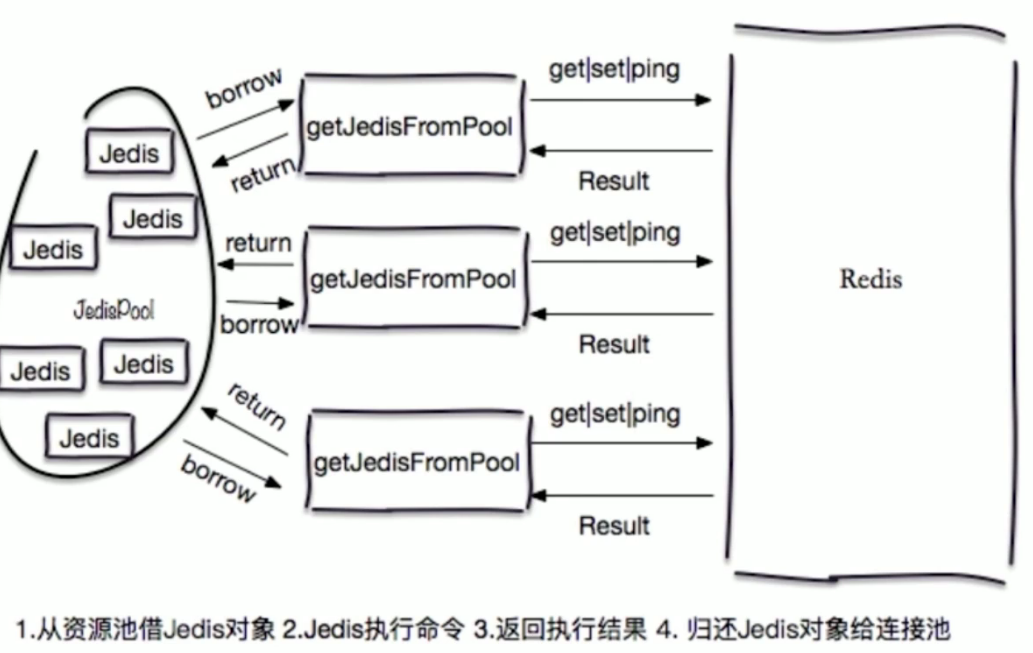 borrow
get|set|ping
Jedis
getJedisFromPool
return
Result
Jedis
Jedis
return
get|set|ping
getJedisFromPool
Redis
JedisPool
borrow
Result
Jedis
Jedis
return
get|set|ping
Jedis
getJedisFromPool
borrow
Result
1.从资源池借Jedis对象 2.Jedis执行命令 3.返回执行结果 4. 归还Jedis对象给连接池